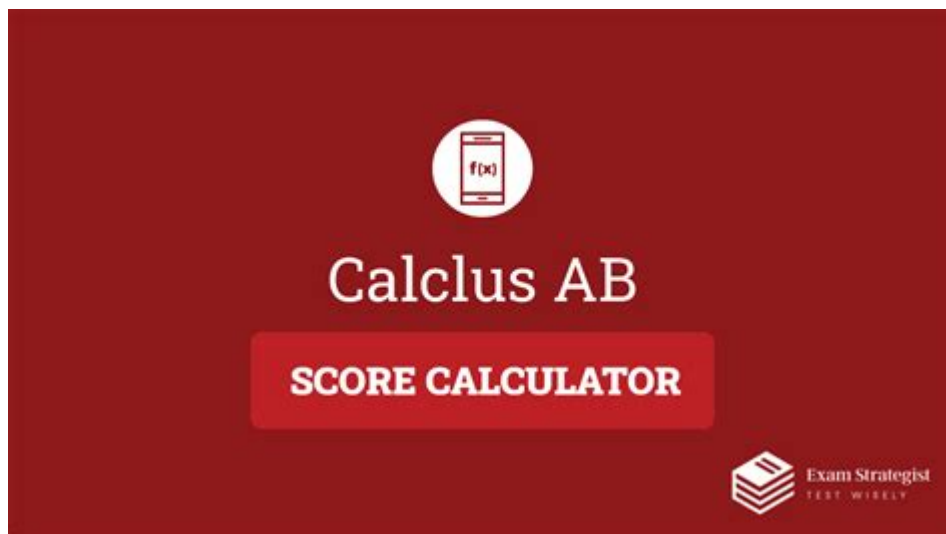 f(x)
Calclus AB
SCORE CALCULATOR
Exam Strategist
TEST WISELY